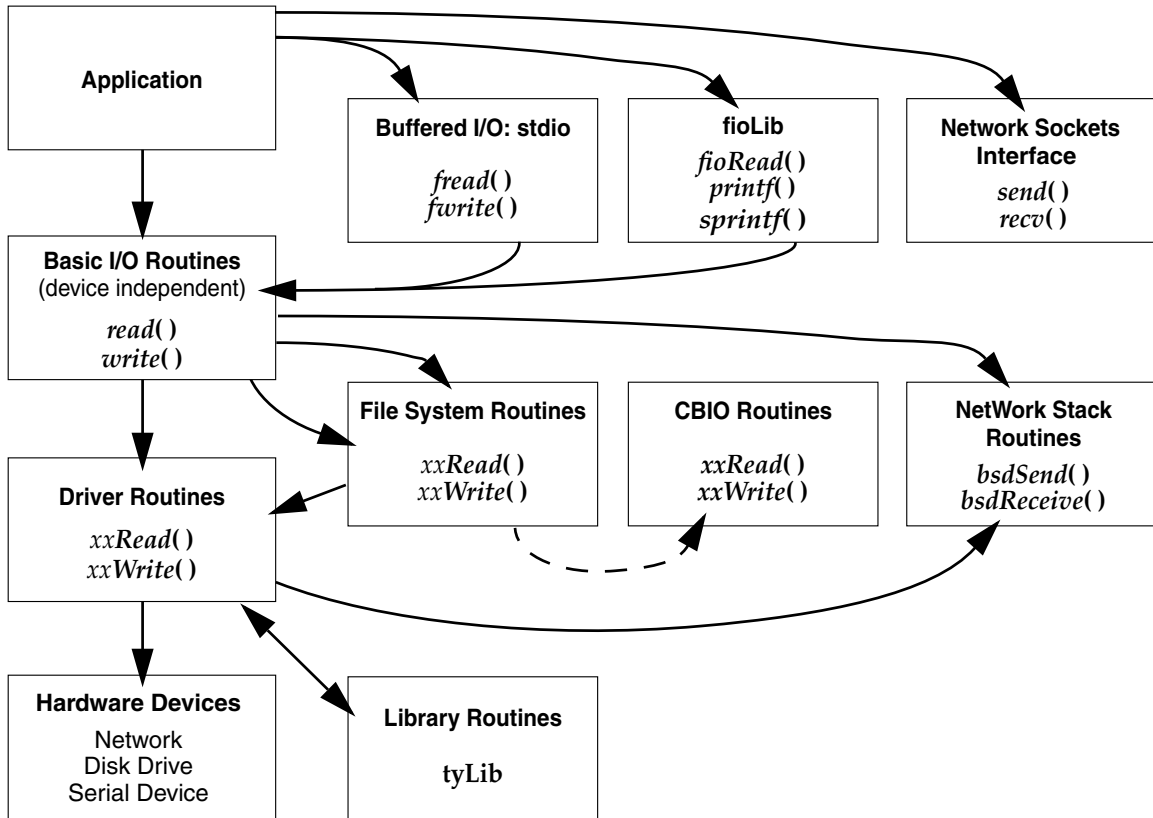 Application
Buffered I/O: stdio
fread( )
fwrite( )
fioLib
fioRead( )
printf( )
sprintf( )
Network Sockets
Interface
send( )
recv( )
Basic I/O Routines
(device independent)
read( )
write( )
File System Routines
xxRead( )
xxWrite( )
CBIO Routines
xxRead( )
xxWrite( )
NetWork Stack
Routines
bsdSend( )
bsdReceive( )
Driver Routines
xxRead( )
xxWrite( )
Hardware Devices
Network
Disk Drive
Serial Device
Library Routines
tyLib